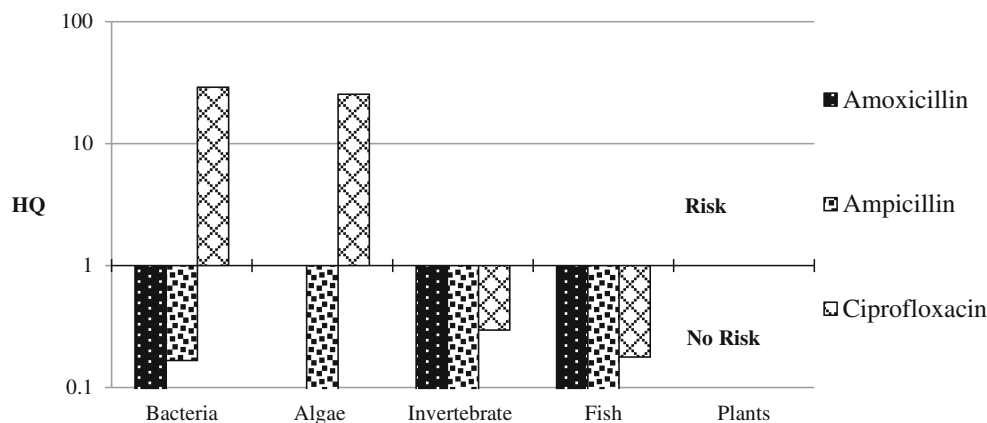 100
10
HQ
1
0.1
Risk
No Risk
Bacteria Algae Invertebrate Fish Plants
Amoxicillin
Ampicillin
Ciprofloxacin